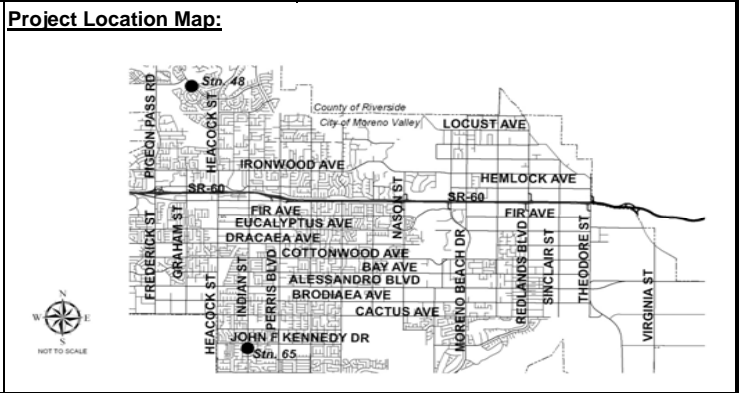 Project Location Map:
Stn. 48
PIGEON PASS RD
HEACOCK ST
County of Riverside
City of Moreno Valley
LOCUST AVE
IRONWOOD AVE
HEMLOCK AVE
SR-60
SR-60
NASON ST
FIR AVE
FIR AVE
EUCALYPTUS AVE
DRACAEA AVE
COTTONWOOD AVE
BAY AVE
ALESSANDRO BLVD
BRODIAEA AVE
CACTUS AVE
FREDERICK ST
GRAHAM ST
HEACOCK ST
INDIAN ST
PERRIS BLVD
MORENO BEACH DR
REDLANDS BLVD
SINCLAIR ST
THEODORE ST
VIRGINIA ST
JOHN F KENNEDY DR
Stn. 65
N
W
E
S
NOT TO SCALE